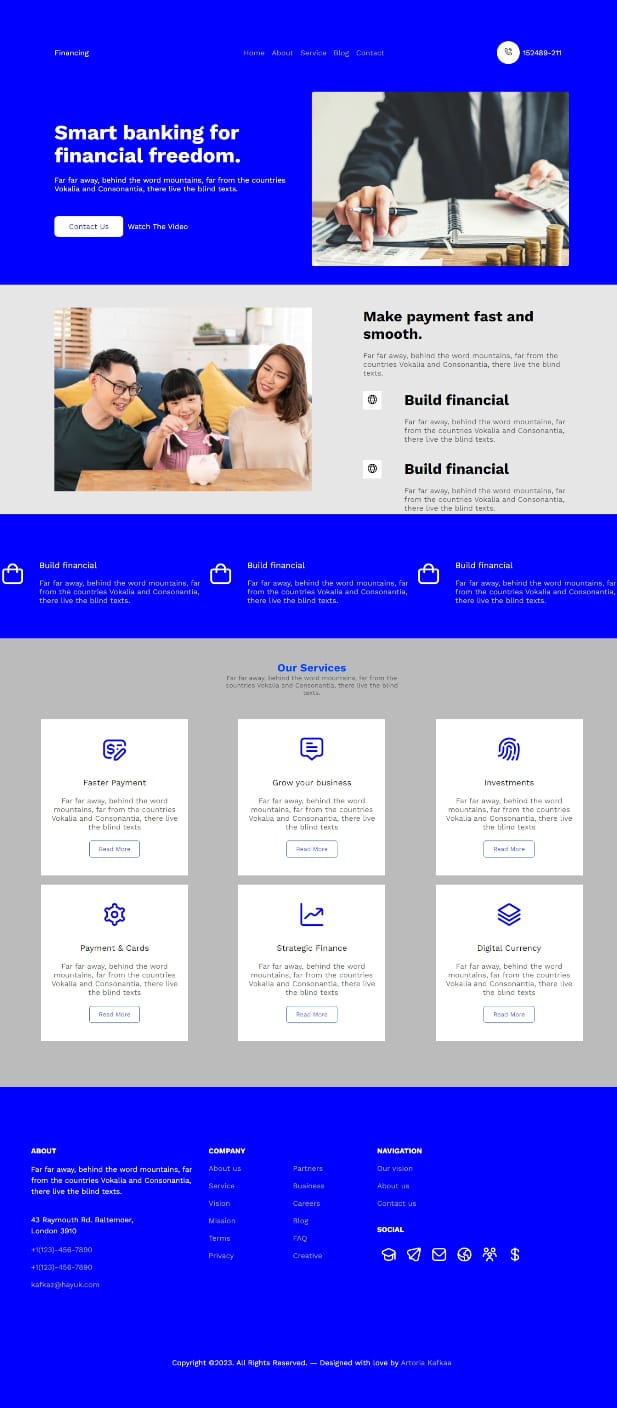 Financing
Home About Service Blog Contact
152489-211
Smart banking for
financial freedom.
Far far away, behind the word mountains, far from the countries
Vokalia and Consonantia, there live the blind texts.
Contact Us
Watch The Video
Make payment fast and
smooth.
Far far away, behind the word mountains, far from the
countries Vokalia and Consonantia, there live the blind
texts.
Build financial
Far far away, behind the word mountains, far
from the countries Vokalia and Consonantia,
there live the blind texts.
Build financial
Far far away, behind the word mountains, far
from the countries Vokalia and Consonantia,
there live the blind texts.
Build financial
Far far away, behind the word mountains, far
from the countries Vokalia and Consonantia,
there live the blind texts.
Build financial
Far far away, behind the word mountains, far
from the countries Vokalia and Consonantia,
there live the blind texts.
Build financial
Far far away, behind the word mountains, far
from the countries Vokalia and Consonantia,
there live the blind texts.
Our Services
Far far away, behind the word mountains, far from the
countries Vokalia and Consonantia, there live the blind
texts.
Faster Payment
Far far away, behind the word
mountains, far from the countries
Vokalia and Consonantia, there live
the blind texts
Read More
Grow your business
Far far away, behind the word
mountains, far from the countries
Vokalia and Consonantia, there live
the blind texts
Read More
Investments
Far far away, behind the word
mountains, far from the countries
Vokalia and Consonantia, there live
the blind texts
Read More
Payment & Cards
Far far away, behind the word
mountains, far from the countries
Vokalia and Consonantia, there live
the blind texts
Read More
Strategic Finance
Far far away, behind the word
mountains, far from the countries
Vokalia and Consonantia, there live
the blind texts
Read More
Digital Currency
Far far away, behind the word
mountains, far from the countries
Vokalia and Consonantia, there live
the blind texts
Read More
ABOUT
Far far away, behind the word mountains, far
from the countries Vokalia and Consonantia,
there live the blind texts.
43 Raymouth Rd. Baltemoer,
London 3910
+1(123)-456-7890
+1(123)-456-7890
kafkaz@hayuk.com
COMPANY
About us
Service
Vision
Mission
Terms
Privacy
Partners
Business
Careers
Blog
FAQ
Creative
NAVIGATION
Our vision
About us
Contact us
SOCIAL
Copyright ©2023. All Rights Reserved. — Designed with love by Artoria Kafkaa